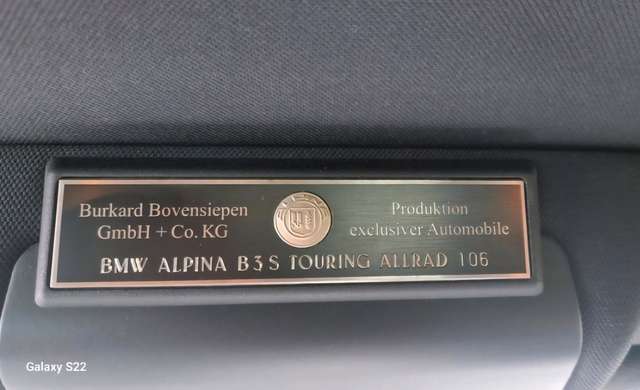 Burkard Bovensiepen
GmbH + Co. KG
Produktion
exclusiver Automobile
BMW ALPINA B3 S TOURING ALLRAD 106
Galaxy S22